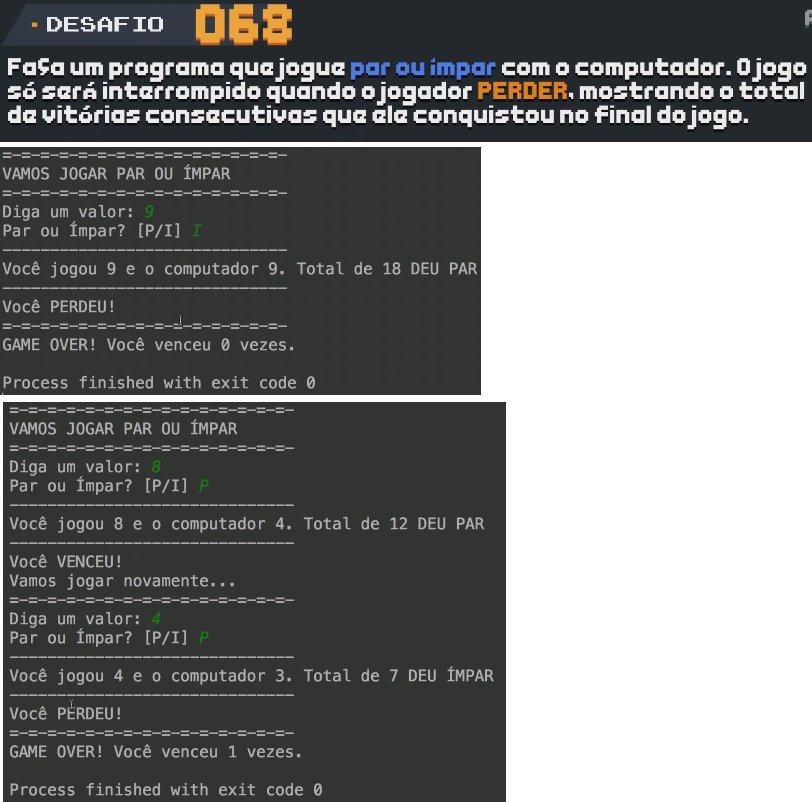 DESAFIO 068
Faça um programa que jogue par ou ímpar com o computador. O jogo
só será interrompido quando o jogador PERDER, mostrando o total
de vitórias consecutivas que ele conquistou no final do jogo.
=-=-=-=-=-=-=-=-=-=-=-=-=-=-=-
VAMOS JOGAR PAR OU ÍMPAR
=-=-=-=-=-=-=-=-=-=-=-=-=-=-=-
Diga um valor: 9
Par ou Ímpar? [P/I] I
------------------------------
Você jogou 9 e o computador 9. Total de 18 DEU PAR
------------------------------
Você PERDEU!
=-=-=-=-=-=-=-=-=-=-=-=-=-=-=-
GAME OVER! Você venceu 0 vezes.
Process finished with exit code 0
=-=-=-=-=-=-=-=-=-=-=-=-=-=-=-
VAMOS JOGAR PAR OU ÍMPAR
=-=-=-=-=-=-=-=-=-=-=-=-=-=-=-
Diga um valor: 8
Par ou Ímpar? [P/I] P
------------------------------
Você jogou 8 e o computador 4. Total de 12 DEU PAR
------------------------------
Você VENCEU!
Vamos jogar novamente...
=-=-=-=-=-=-=-=-=-=-=-=-=-=-=-
Diga um valor: 4
Par ou Ímpar? [P/I] P
------------------------------
Você jogou 4 e o computador 3. Total de 7 DEU ÍMPAR
------------------------------
Você PERDEU!
=-=-=-=-=-=-=-=-=-=-=-=-=-=-=-
GAME OVER! Você venceu 1 vezes.
Process finished with exit code 0